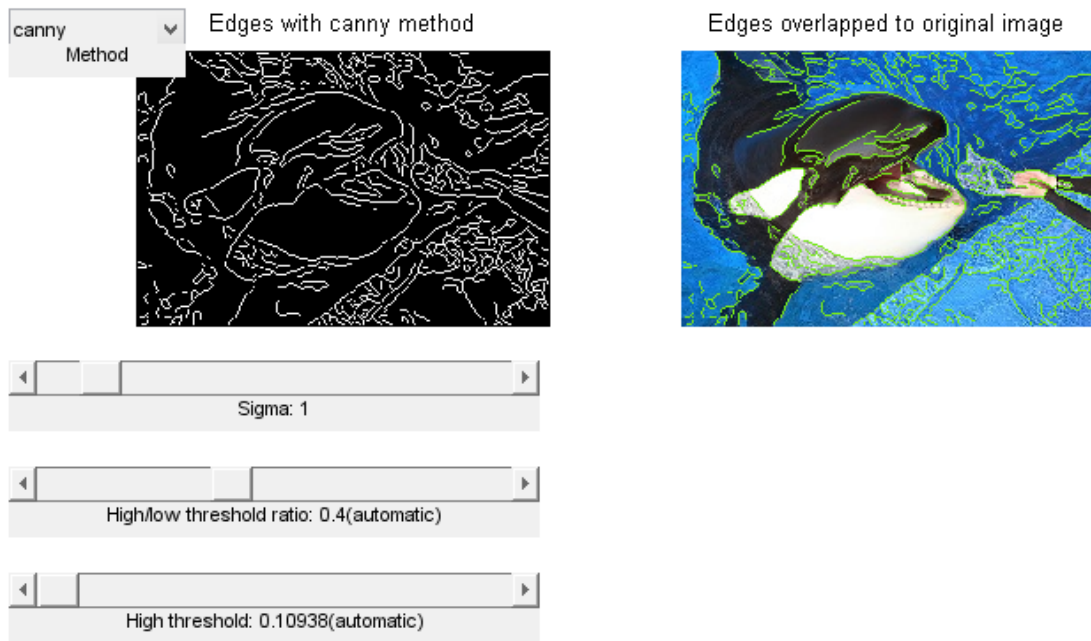 canny
Method
Edges with canny method
Edges overlapped to original image
Sigma: 1
High/low threshold ratio: 0.4(automatic)
High threshold: 0.10938(automatic)